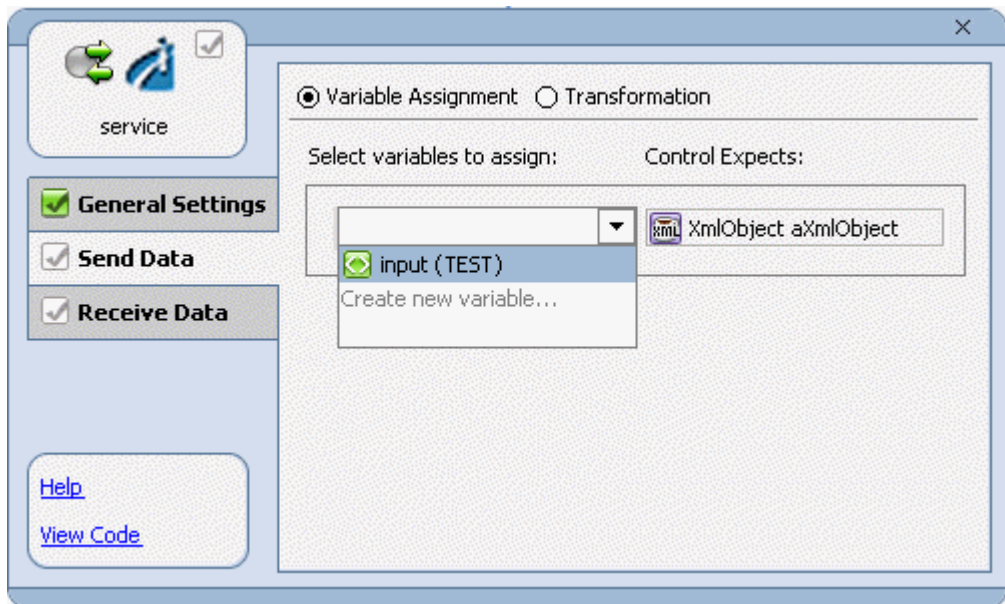 service
General Settings
Send Data
Receive Data
Help
View Code
Variable Assignment Transformation
Select variables to assign: Control Expects:
XML XmlObject aXmlObject
input (TEST)
Create new variable...